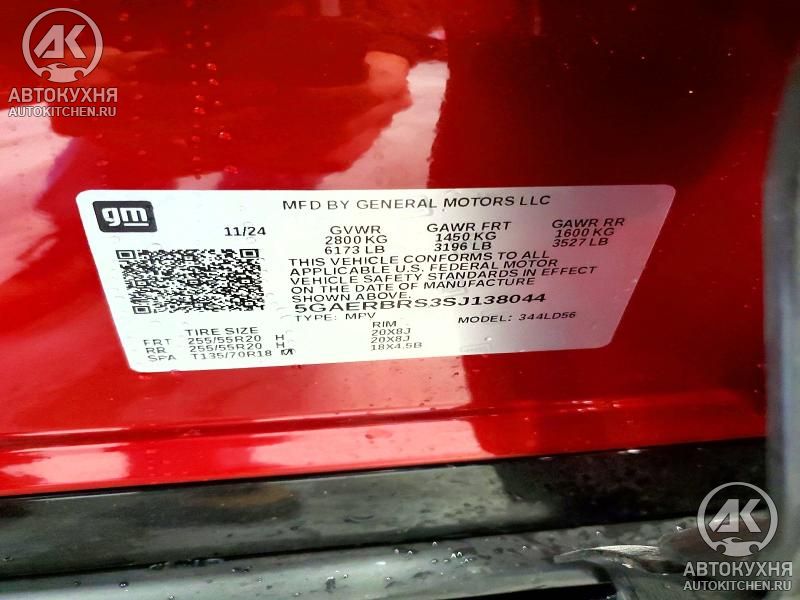 AK
АВТОКУХНЯ
AUTOKITCHEN.RU
gm
MFD BY GENERAL MOTORS LLC
11/24 GVWR GAWR FRT GAWR RR
2800 KG 1450 KG 1600 KG
6173 LB 3196 LB 3527 LB
THIS VEHICLE CONFORMS TO ALL
APPLICABLE U.S. FEDERAL MOTOR
VEHICLE SAFETY STANDARDS IN EFFECT
ON THE DATE OF MANUFACTURE
SHOWN ABOVE.
5GAERBRS3SJ138044
TYPE: MPV MODEL: 344LD56
TIRE SIZE RIM
FRT 255/55R20 H 20X8J
RR 255/55R20 H 20X8J
SPA T135/70R18 M 18X4.5B
AK
АВТОКУХНЯ
AUTOKITCHEN.RU